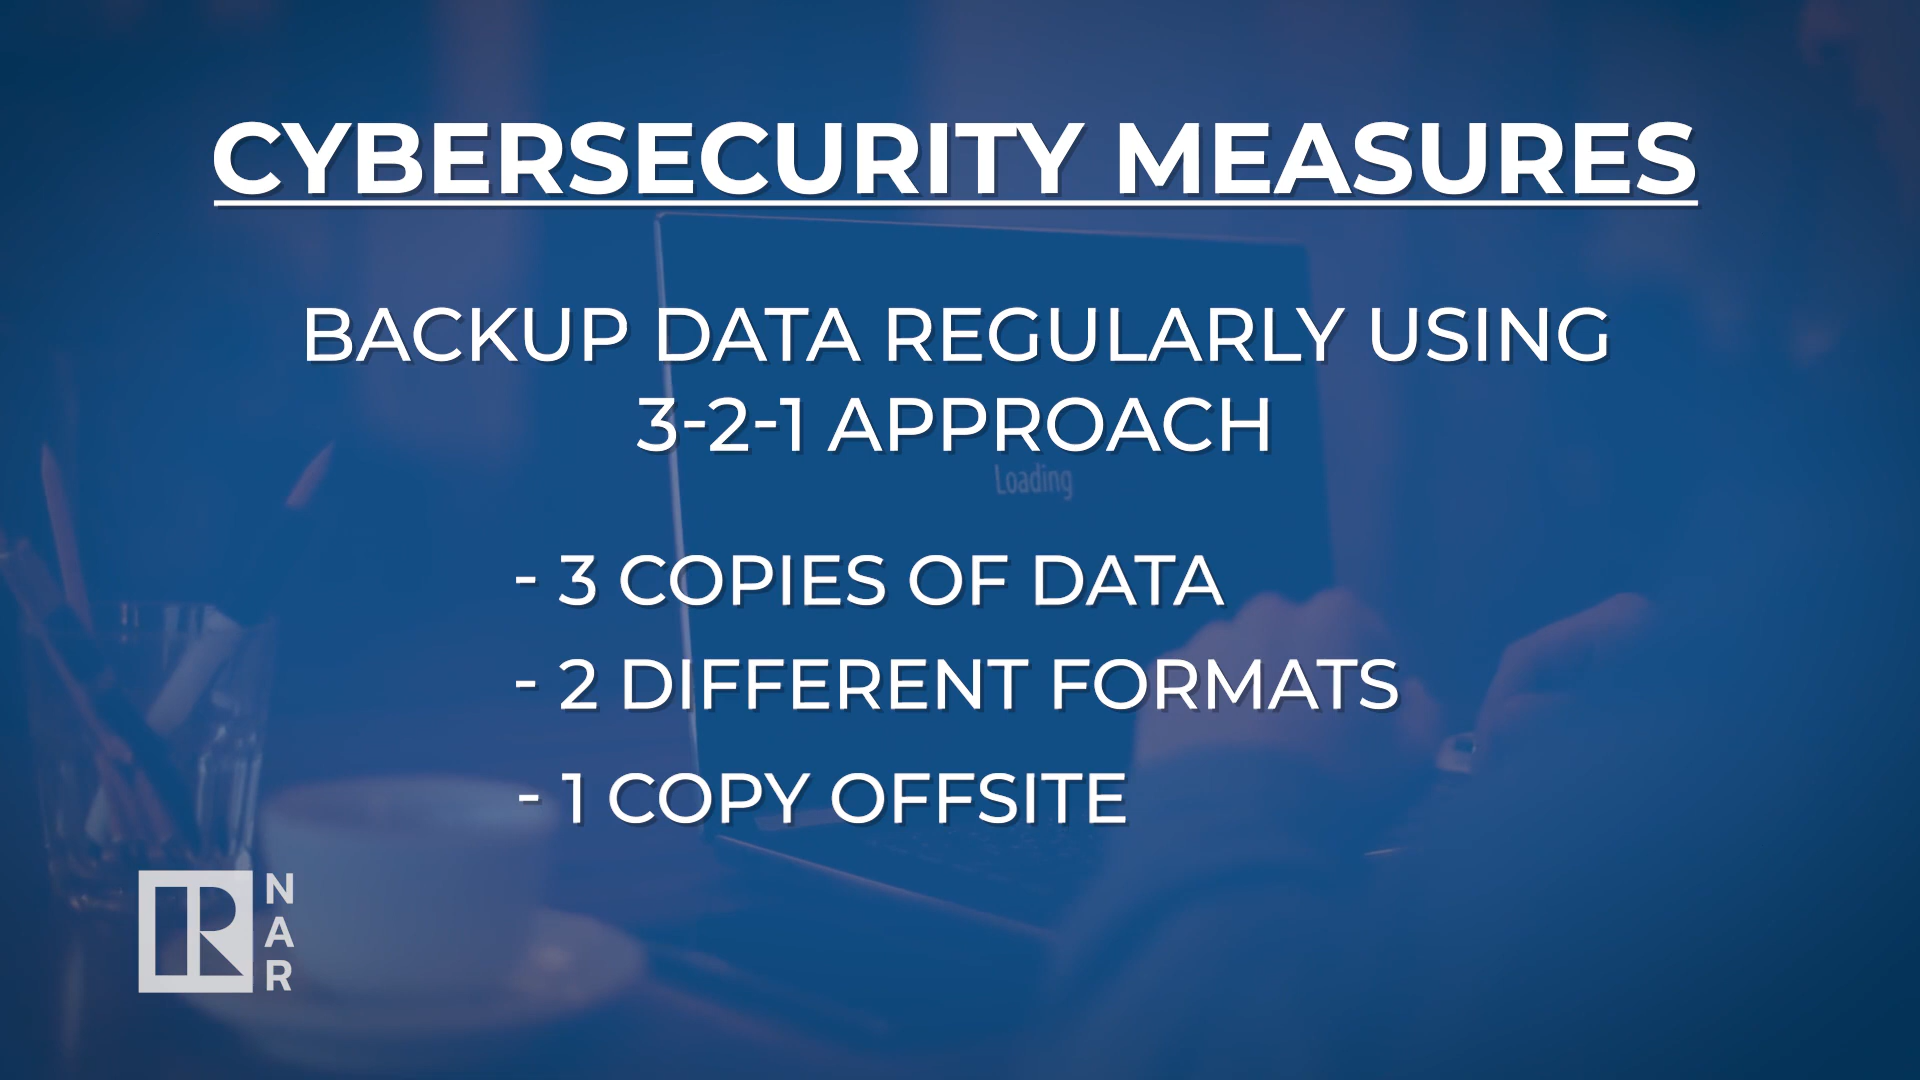 CYBERSECURITY MEASURES
BACKUP DATA REGULARLY USING
3-2-1 APPROACH
Loading
- 3 COPIES OF DATA
- 2 DIFFERENT FORMATS
- 1 COPY OFFSITE
R
N
A
R